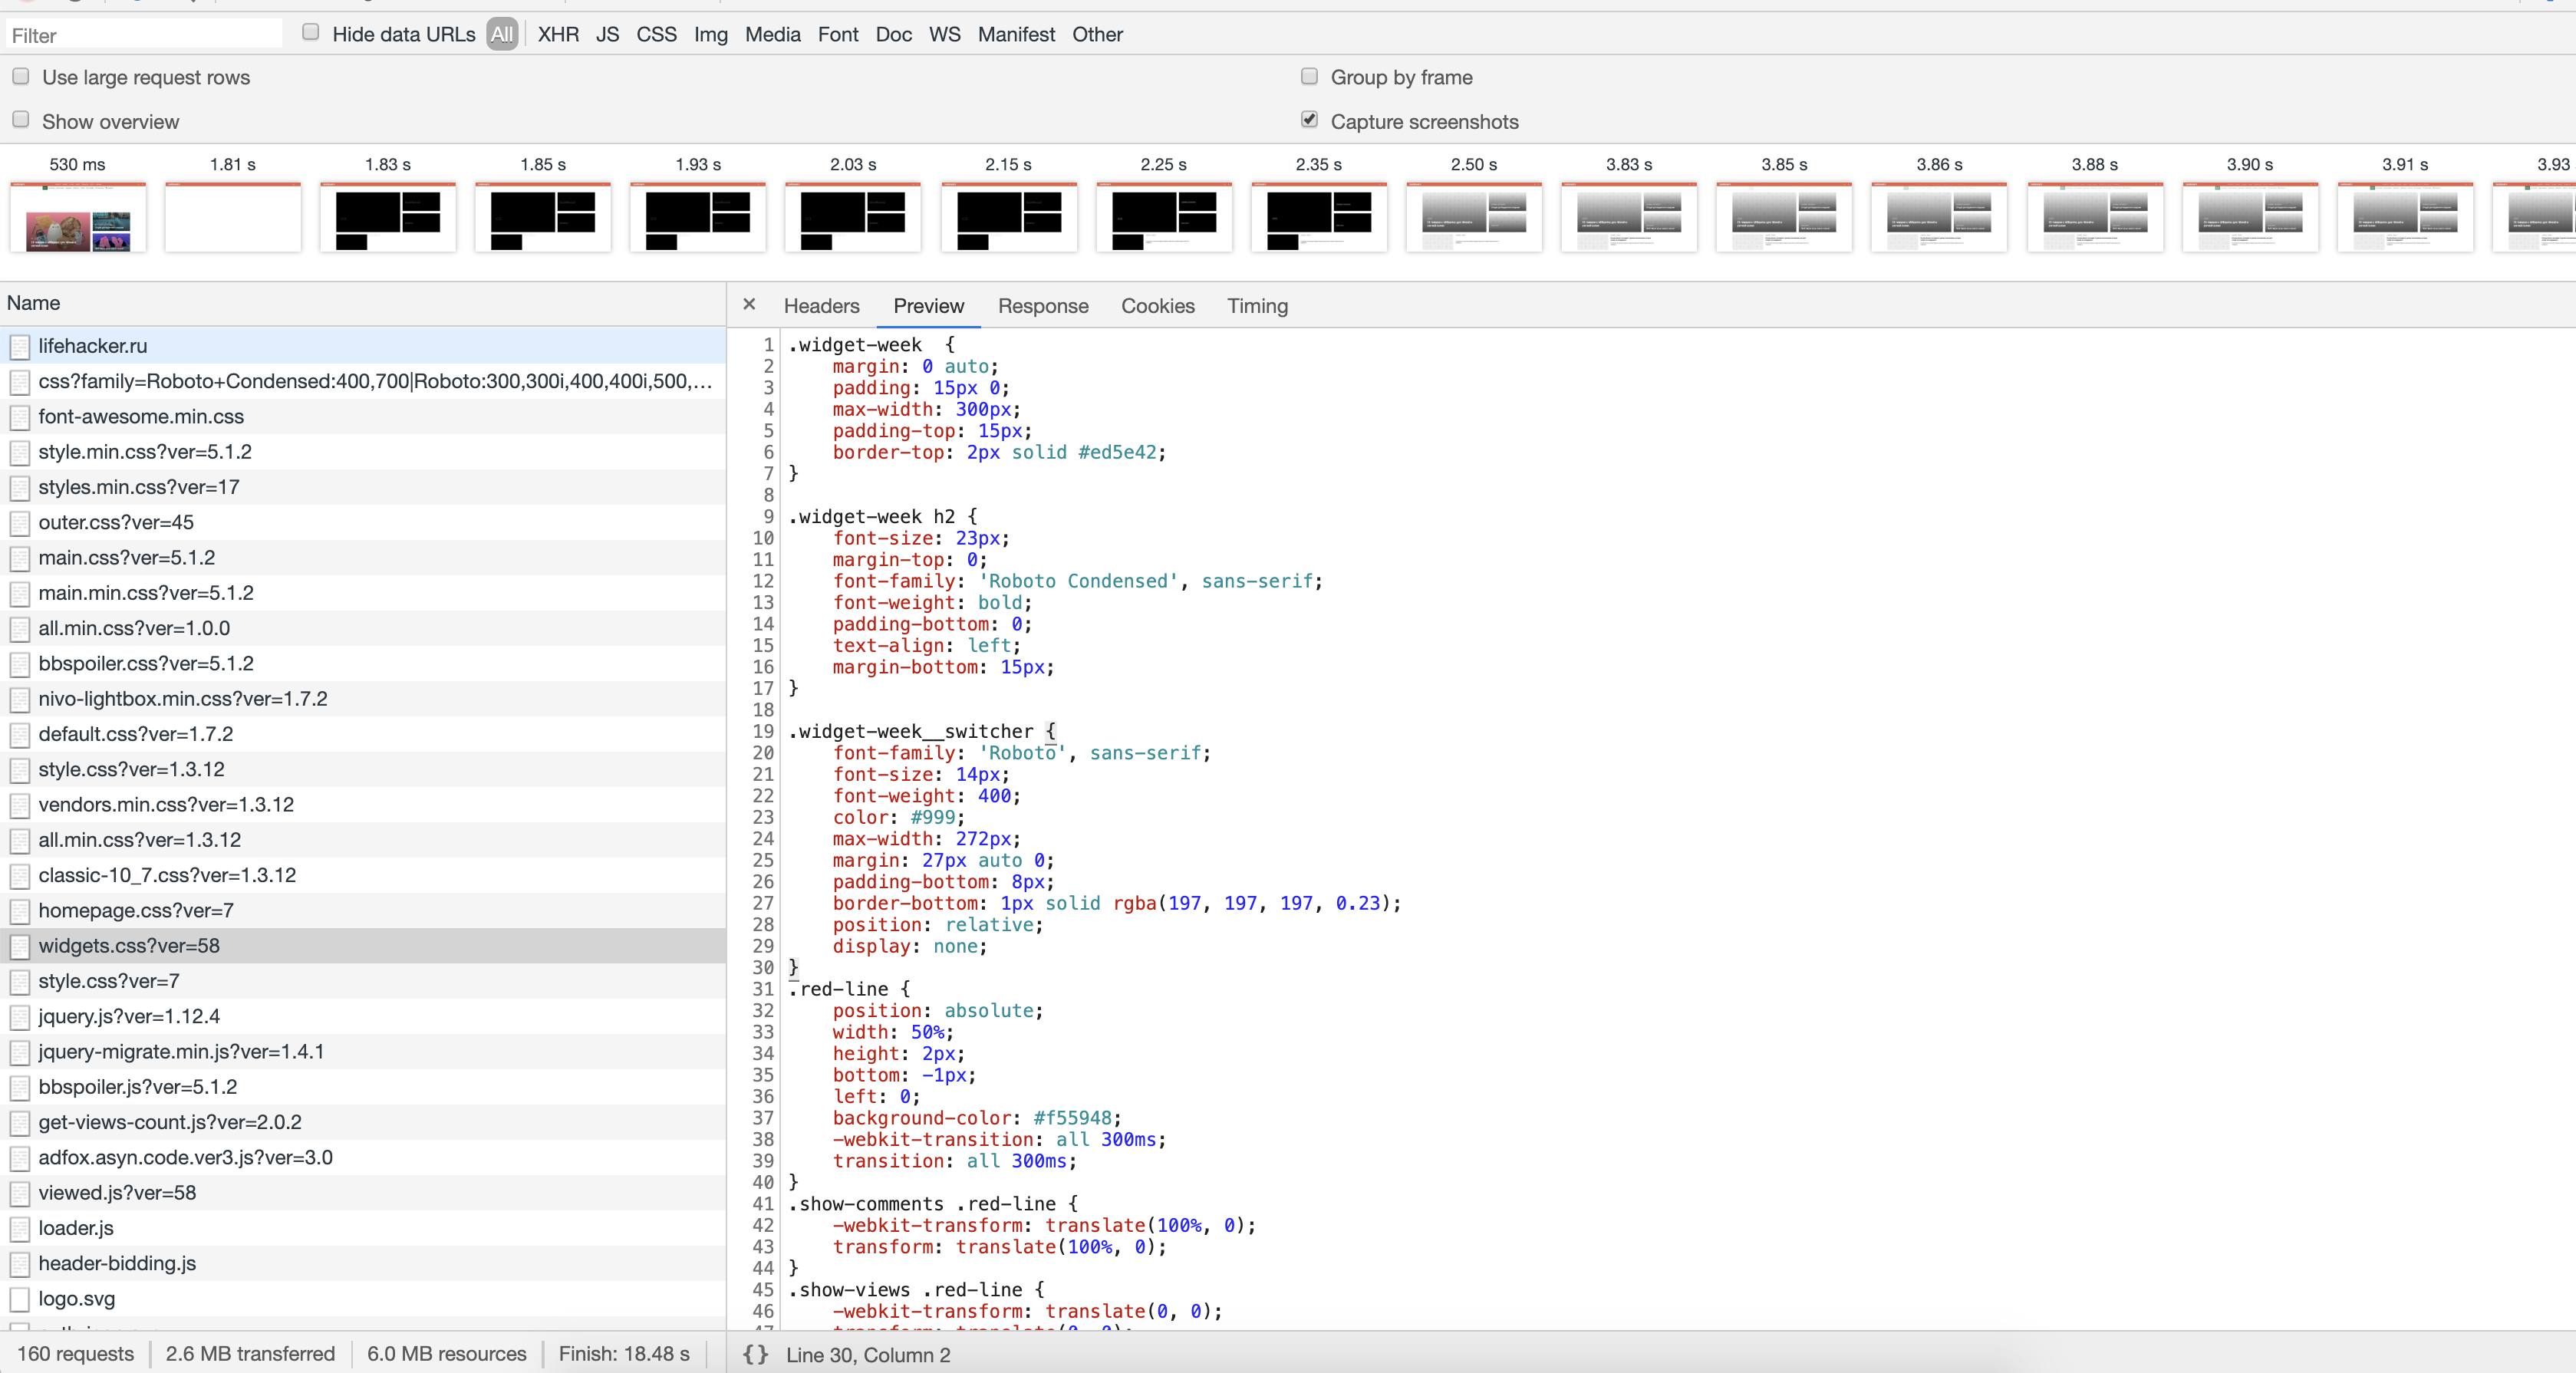 Filter Hide data URLs All XHR JS CSS Img Media Font Doc WS Manifest Other
Use large request rows Group by frame
Show overview Capture screenshots
530 ms 1.81 s 1.83 s 1.85 s 1.93 s 2.03 s 2.15 s 2.25 s 2.35 s 2.50 s 3.83 s 3.85 s 3.86 s 3.88 s 3.90 s 3.91 s 3.93
Name
lifehacker.ru
css?family=Roboto+Condensed:400,700|Roboto:300,300i,400,400i,500,...
font-awesome.min.css
style.min.css?ver=5.1.2
styles.min.css?ver=17
outer.css?ver=45
main.css?ver=5.1.2
main.min.css?ver=5.1.2
all.min.css?ver=1.0.0
bbspoiler.css?ver=5.1.2
nivo-lightbox.min.css?ver=1.7.2
default.css?ver=1.7.2
style.css?ver=1.3.12
vendors.min.css?ver=1.3.12
all.min.css?ver=1.3.12
classic-10_7.css?ver=1.3.12
homepage.css?ver=7
widgets.css?ver=58
style.css?ver=7
jquery.js?ver=1.12.4
jquery-migrate.min.js?ver=1.4.1
bbspoiler.js?ver=5.1.2
get-views-count.js?ver=2.0.2
adfox.asyn.code.ver3.js?ver=3.0
viewed.js?ver=58
loader.js
header-bidding.js
logo.svg
160 requests 2.6 MB transferred 6.0 MB resources Finish: 18.48 s
× Headers Preview Response Cookies Timing
1 .widget-week {
2 margin: 0 auto;
3 padding: 15px 0;
4 max-width: 300px;
5 padding-top: 15px;
6 border-top: 2px solid #ed5e42;
7 }
8
9 .widget-week h2 {
10 font-size: 23px;
11 margin-top: 0;
12 font-family: 'Roboto Condensed', sans-serif;
13 font-weight: bold;
14 padding-bottom: 0;
15 text-align: left;
16 margin-bottom: 15px;
17 }
18
19 .widget-week__switcher {
20 font-family: 'Roboto', sans-serif;
21 font-size: 14px;
22 font-weight: 400;
23 color: #999;
24 max-width: 272px;
25 margin: 27px auto 0;
26 padding-bottom: 8px;
27 border-bottom: 1px solid rgba(197, 197, 197, 0.23);
28 position: relative;
29 display: none;
30 }
31 .red-line {
32 position: absolute;
33 width: 50%;
34 height: 2px;
35 bottom: -1px;
36 left: 0;
37 background-color: #f55948;
38 -webkit-transition: all 300ms;
39 transition: all 300ms;
40 }
41 .show-comments .red-line {
42 -webkit-transform: translate(100%, 0);
43 transform: translate(100%, 0);
44 }
45 .show-views .red-line {
46 -webkit-transform: translate(0, 0);
47 transform: translate(0, 0);
{} Line 30, Column 2